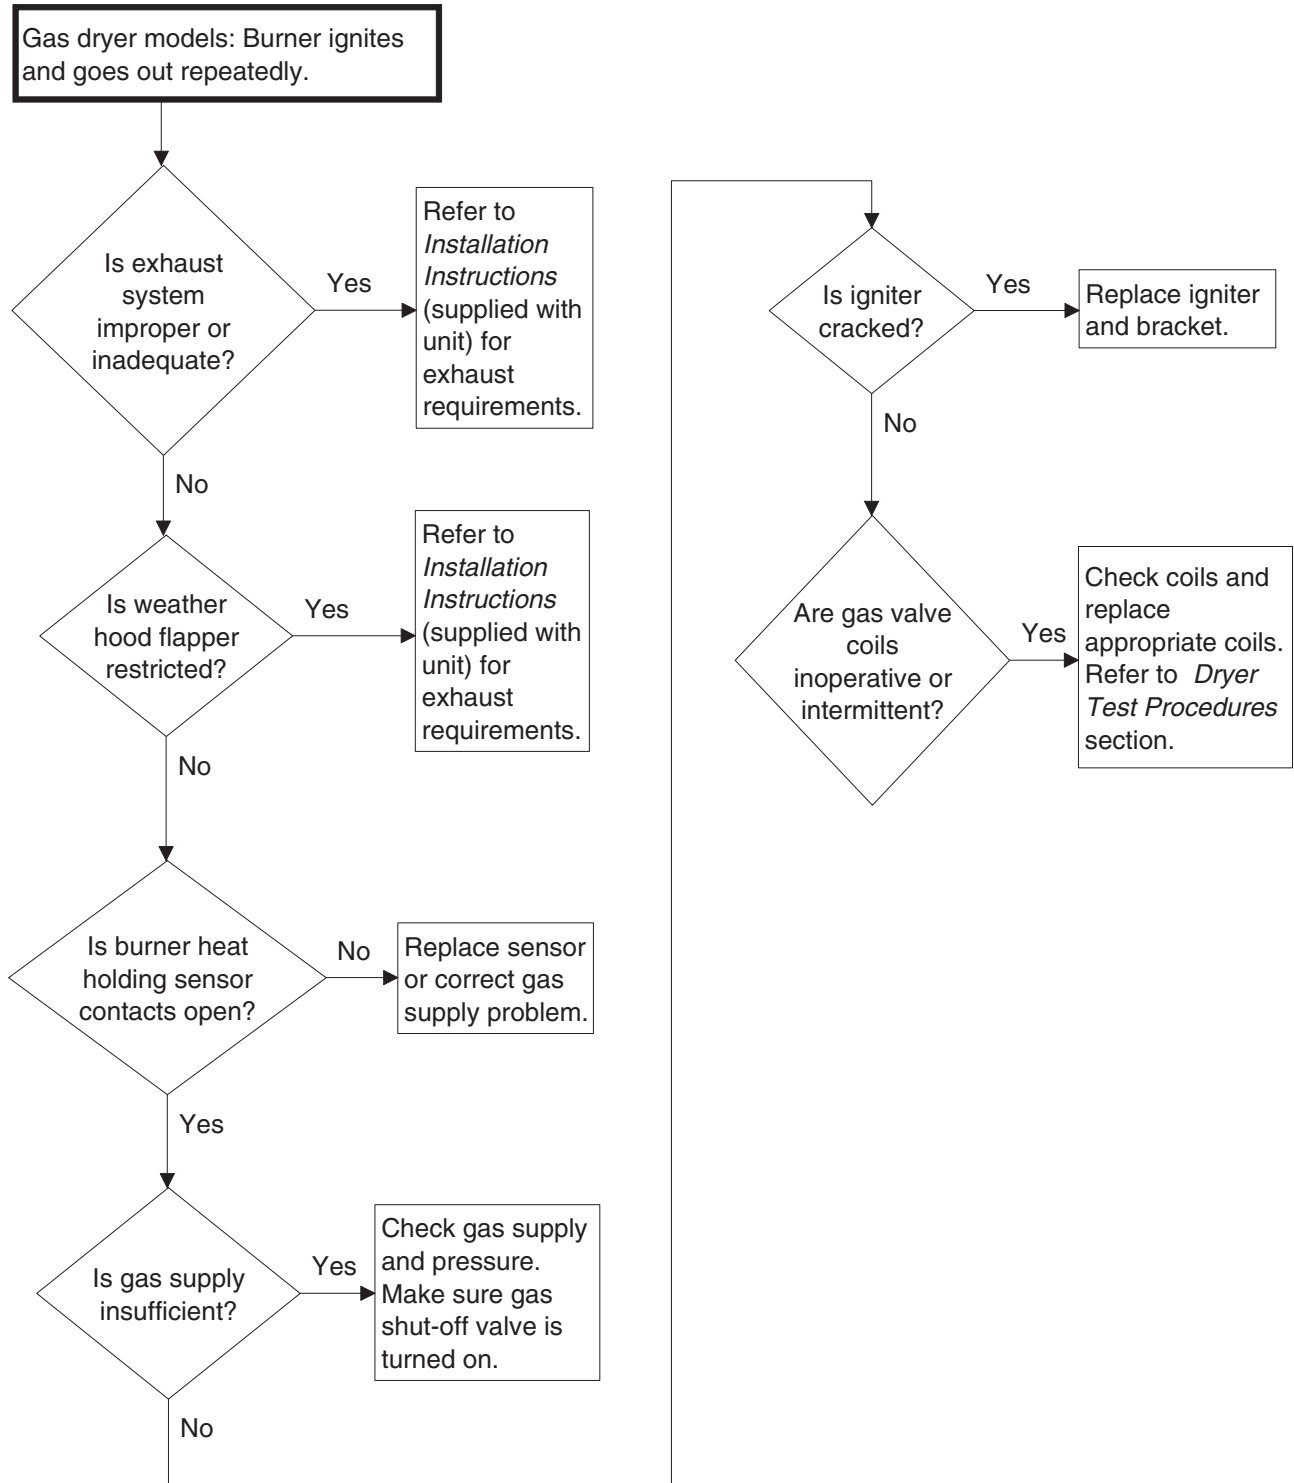 Gas dryer models: Burner ignites
and goes out repeatedly.
Is exhaust
system
improper or
inadequate?
Yes
Refer to
Installation
Instructions
(supplied with
unit) for
exhaust
requirements.
No
Is weather
hood flapper
restricted?
Yes
Refer to
Installation
Instructions
(supplied with
unit) for
exhaust
requirements.
No
Is burner heat
holding sensor
contacts open?
No
Replace sensor
or correct gas
supply problem.
Yes
Is gas supply
insufficient?
Yes
Check gas supply
and pressure.
Make sure gas
shut-off valve is
turned on.
No
Is igniter
cracked?
Yes
Replace igniter
and bracket.
No
Are gas valve
coils
inoperative or
intermittent?
Yes
Check coils and
replace
appropriate coils.
Refer to Dryer
Test Procedures
section.